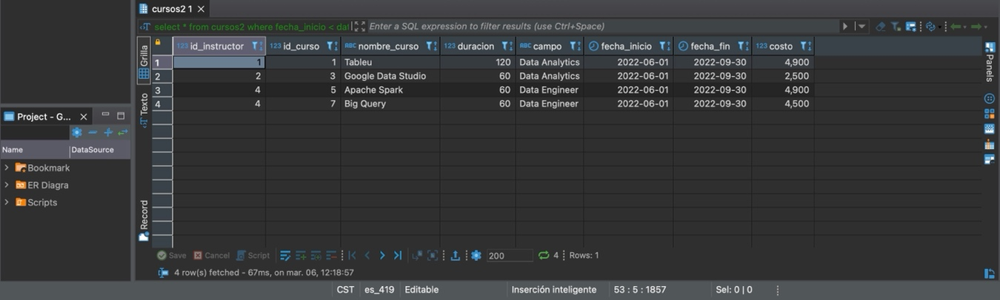 cursos2 1
select * from cursos2 where fecha_inicio < dat Enter a SQL expression to filter results (use Ctrl+Space)
Grilla
Texto
Record
123 id_instructor 123 id_curso ABC nombre_curso 123 duracion ABC campo fecha_inicio fecha_fin 123 costo
1 1 1 Tableu 120 Data Analytics 2022-06-01 2022-09-30 4,900
2 2 3 Google Data Studio 60 Data Analytics 2022-06-01 2022-09-30 2,500
3 4 5 Apache Spark 60 Data Engineer 2022-06-01 2022-09-30 4,900
4 4 7 Big Query 60 Data Engineer 2022-06-01 2022-09-30 4,500
Panels
Project - G...
Name DataSource
Bookmark
ER Diagra
Scripts
Save Cancel Script 200 4 Rows: 1
4 row(s) fetched - 67ms, on mar. 06, 12:18:57
CST es_419 Editable Inserción inteligente 53 : 5 : 1857 Sel: 0 | 0